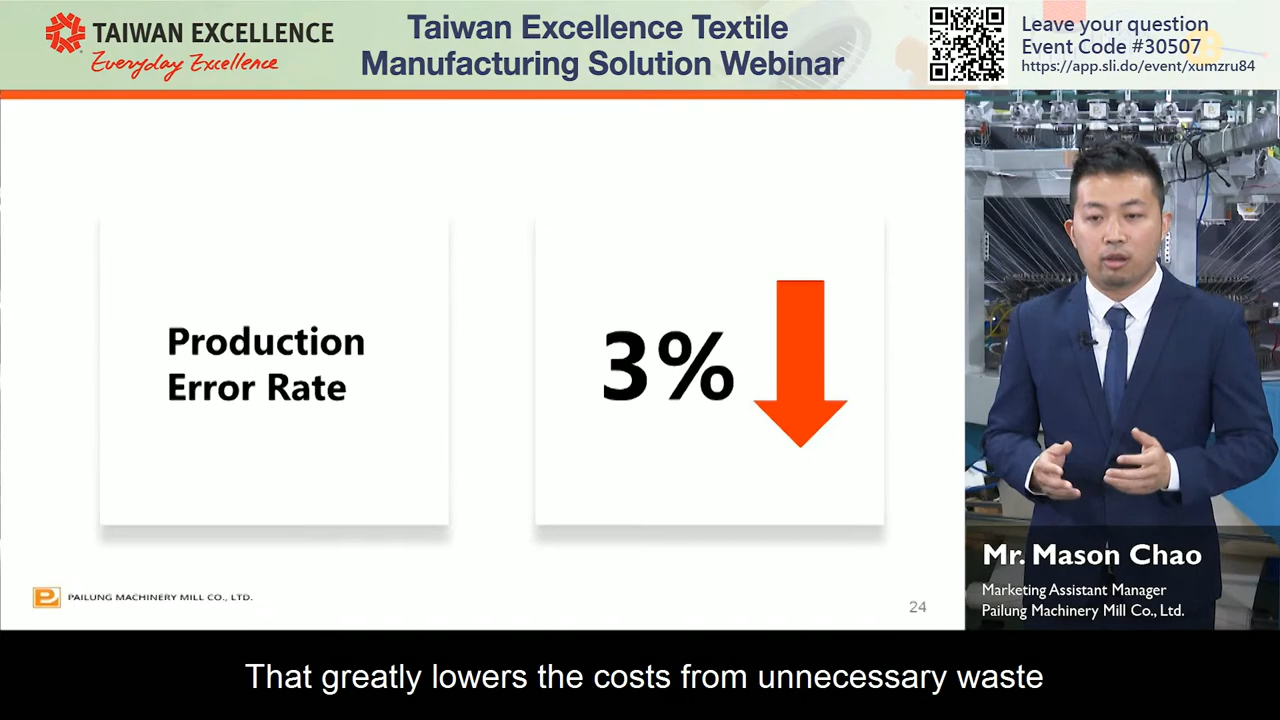 TAIWAN EXCELLENCE
Everyday Excellence
Taiwan Excellence Textile
Manufacturing Solution Webinar
Leave your question
Event Code #30507
https://app.sli.do/event/xumzru84
Production
Error Rate
3%
PAILUNG MACHINERY MILL CO., LTD.
24
Mr. Mason Chao
Marketing Assistant Manager
Pailung Machinery Mill Co., Ltd.
That greatly lowers the costs from unnecessary waste